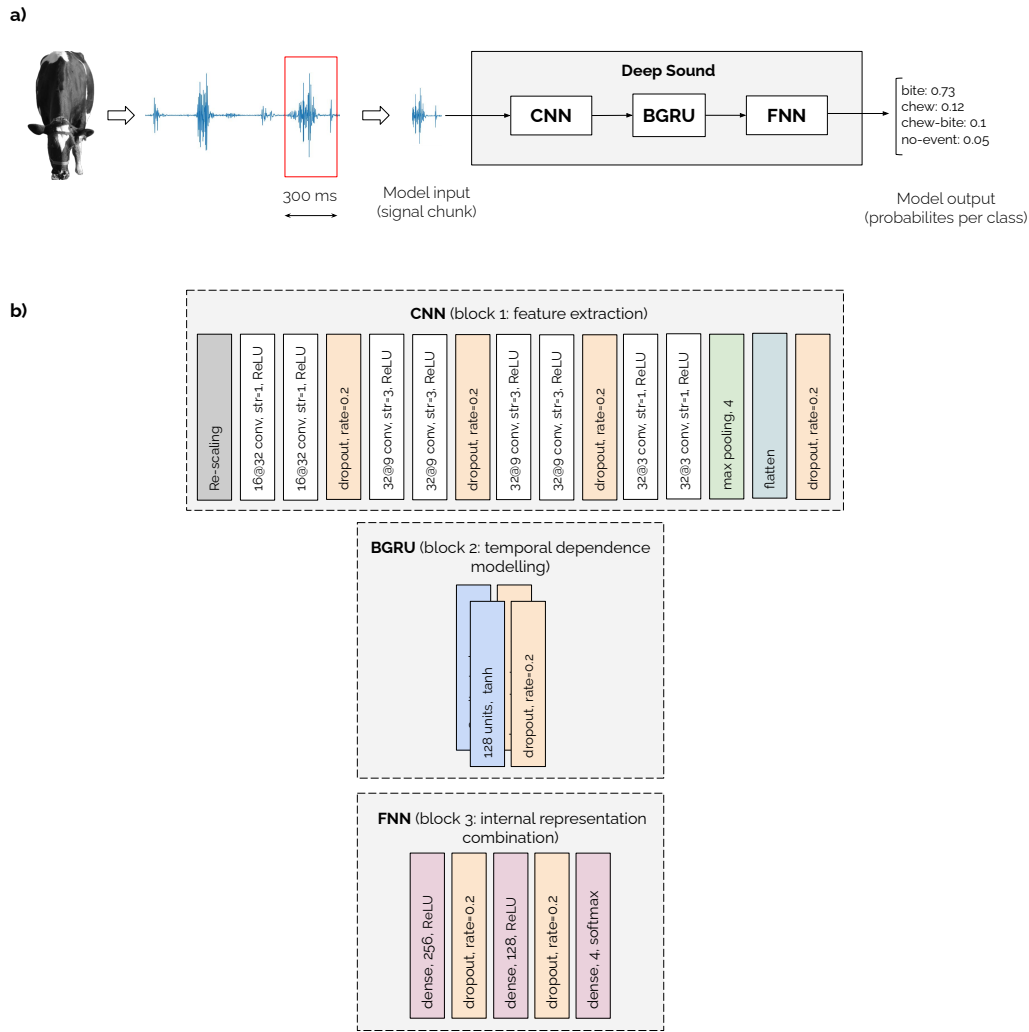 a)
Deep Sound
CNN
BGRU
FNN
bite: 0.73
chew: 0.12
chew-bite: 0.1
no-event: 0.05
300 ms
Model input
(signal chunk)
Model output
(probabilites per class)
b)
CNN (block 1: feature extraction)
Re-scaling
16@32 conv, str=1, ReLU
16@32 conv, str=1, ReLU
dropout, rate=0.2
32@9 conv, str=3, ReLU
32@9 conv, str=3, ReLU
dropout, rate=0.2
32@9 conv, str=3, ReLU
32@9 conv, str=3, ReLU
dropout, rate=0.2
32@3 conv, str=1, ReLU
32@3 conv, str=1, ReLU
max pooling, 4
flatten
dropout, rate=0.2
BGRU (block 2: temporal dependence
modelling)
128 units, tanh
dropout, rate=0.2
FNN (block 3: internal representation
combination)
dense, 256, ReLU
dropout, rate=0.2
dense, 128, ReLU
dropout, rate=0.2
dense, 4, softmax